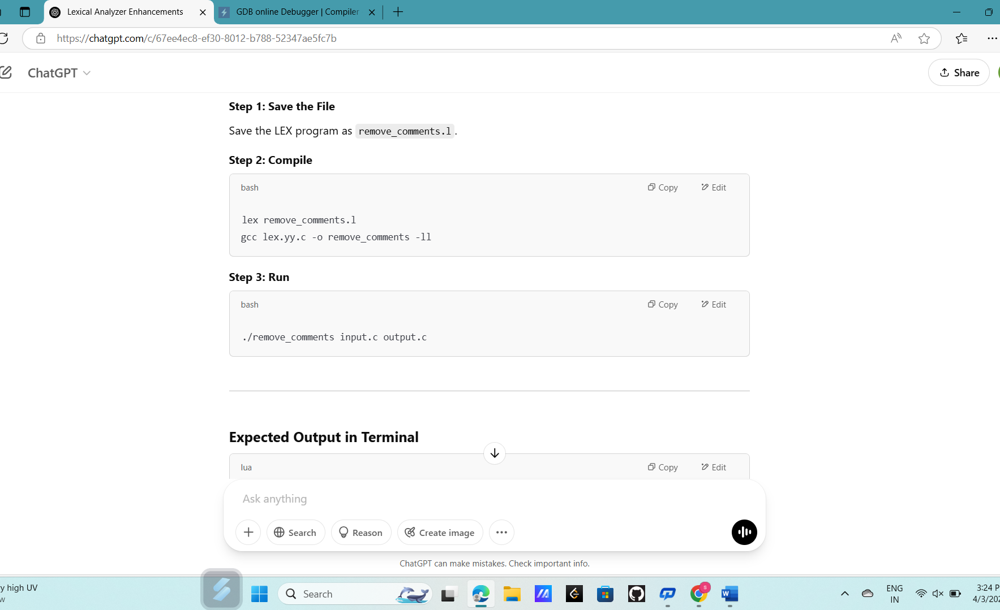 Lexical Analyzer Enhancements
GDB online Debugger | Compiler
https://chatgpt.com/c/67ee4ec8-ef30-8012-b788-52347ae5fc7b
ChatGPT
Share
Step 1: Save the File
Save the LEX program as remove_comments.l.
Step 2: Compile
bash
Copy
Edit
lex remove_comments.l
gcc lex.yy.c -o remove_comments -ll
Step 3: Run
bash
Copy
Edit
./remove_comments input.c output.c
Expected Output in Terminal
lua
Copy
Edit
Ask anything
Search
Reason
Create image
ChatGPT can make mistakes. Check important info.
y high UV
w
Search
ENG
IN
3:24 P
4/3/202